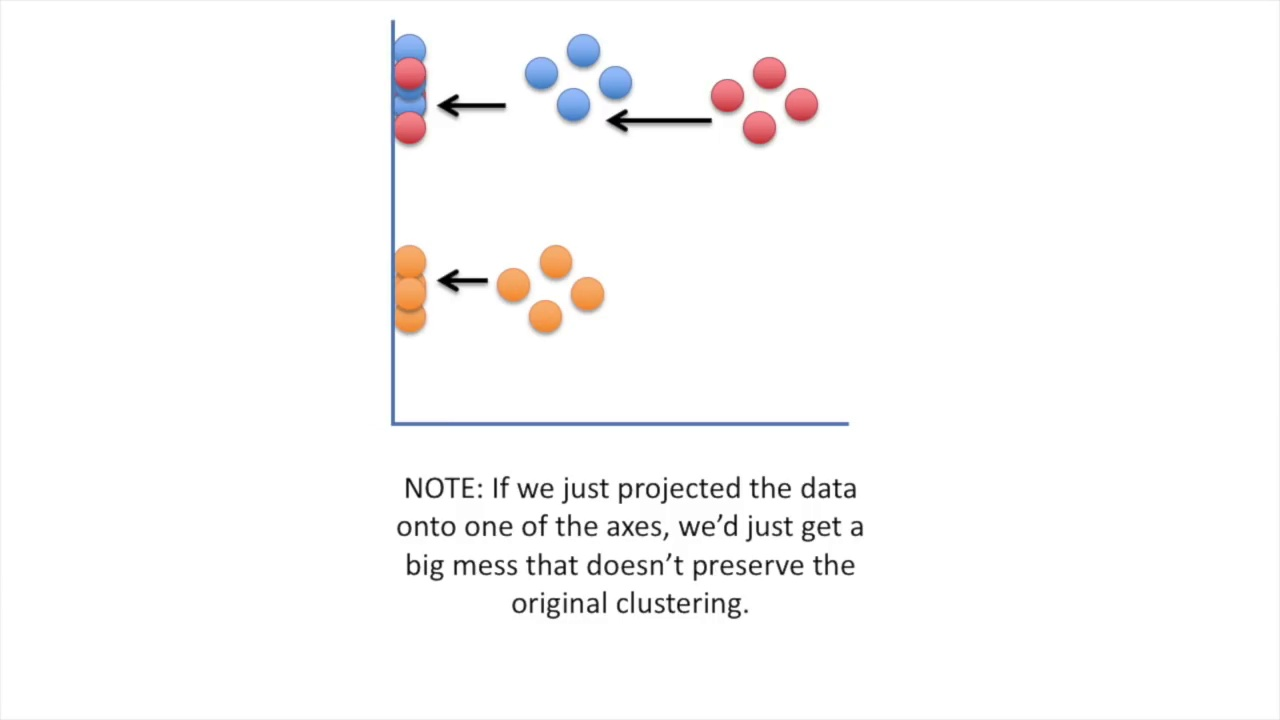 NOTE: If we just projected the data
onto one of the axes, we’d just get a
big mess that doesn’t preserve the
original clustering.